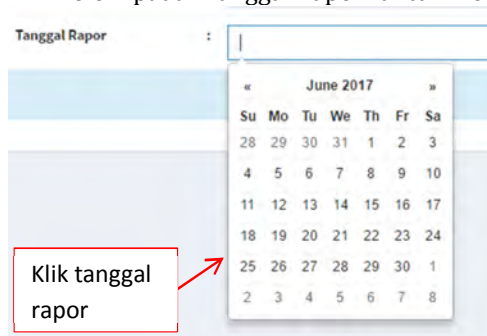 Tanggal Rapor :
« June 2017 »
Su Mo Tu We Th Fr Sa
28 29 30 31 1 2 3
4 5 6 7 8 9 10
11 12 13 14 15 16 17
18 19 20 21 22 23 24
25 26 27 28 29 30 1
2 3 4 5 6 7 8
Klik tanggal
rapor